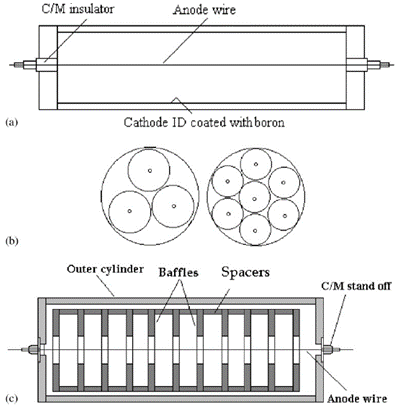 C/M insulator
Anode wire
Cathode ID coated with boron
(a)
(b)
Outer cylinder
Baffles
Spacers
C/M stand off
Anode wire
(c)